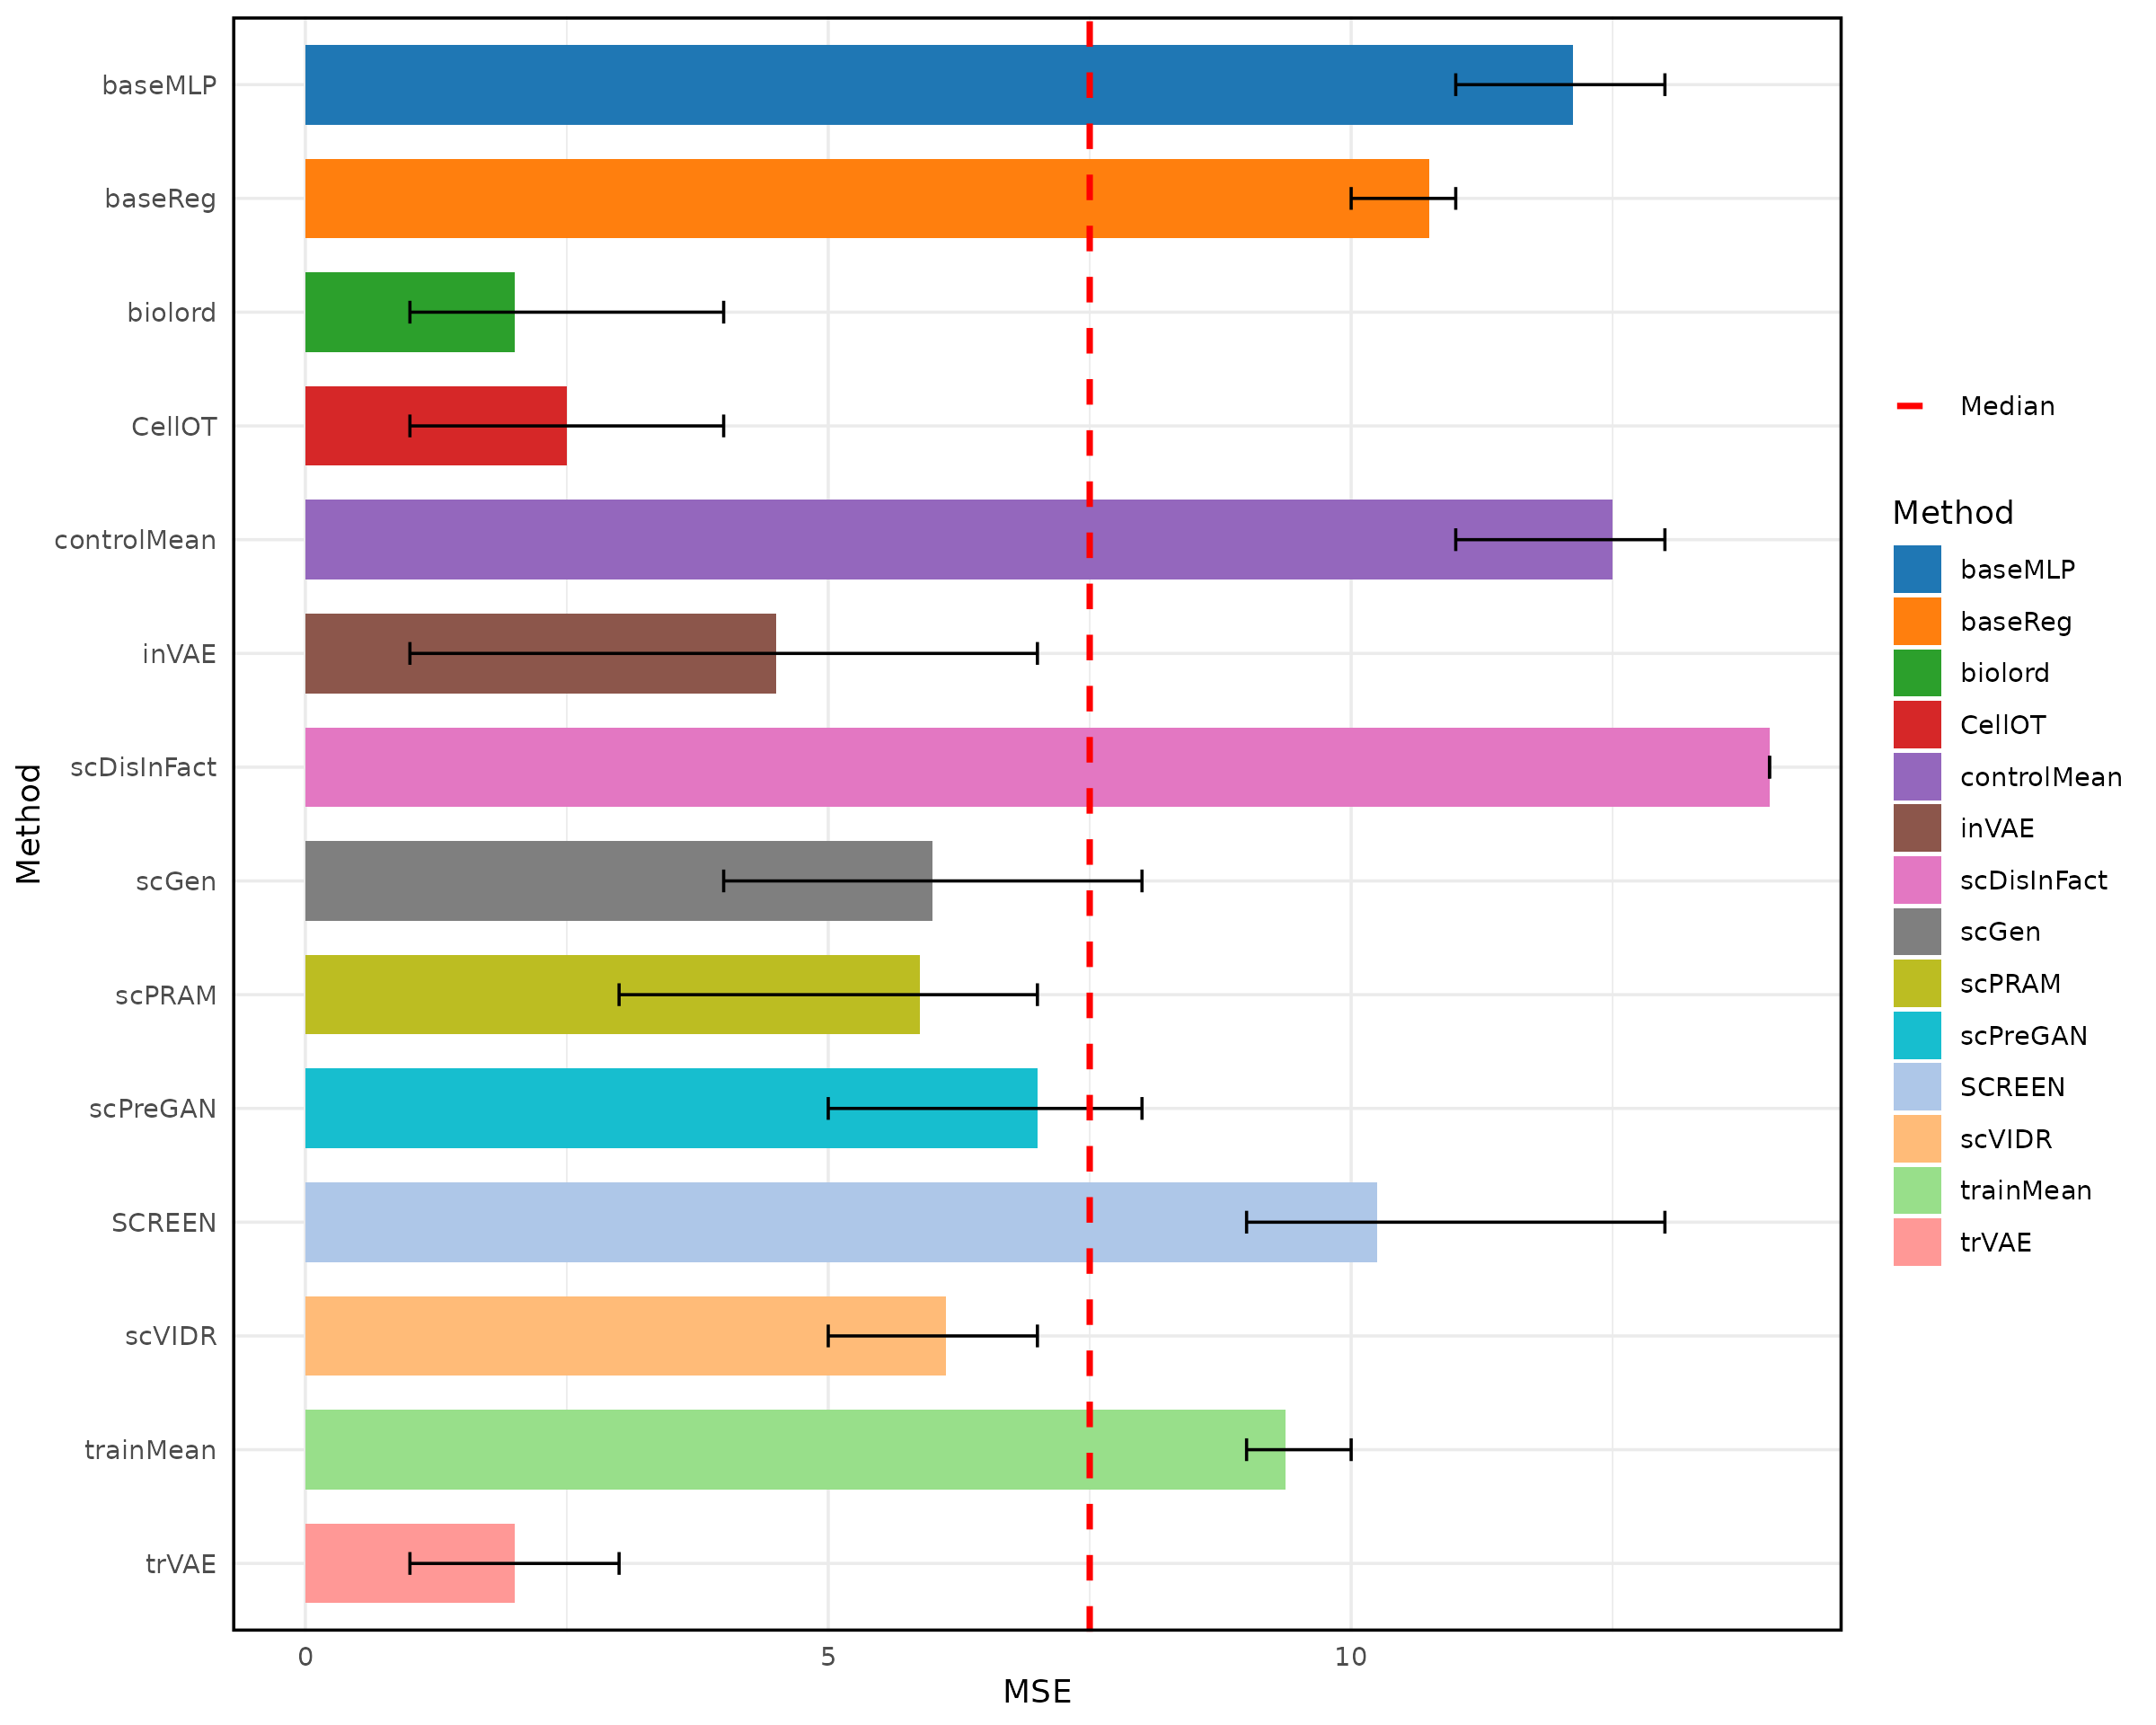 Method
baseMLP
baseReg
biolord
CellOT
controlMean
inVAE
scDisInFact
scGen
scPRAM
scPreGAN
SCREEN
scVIDR
trainMean
trVAE
0 5 10
MSE
Median
Method
baseMLP
baseReg
biolord
CellOT
controlMean
inVAE
scDisInFact
scGen
scPRAM
scPreGAN
SCREEN
scVIDR
trainMean
trVAE